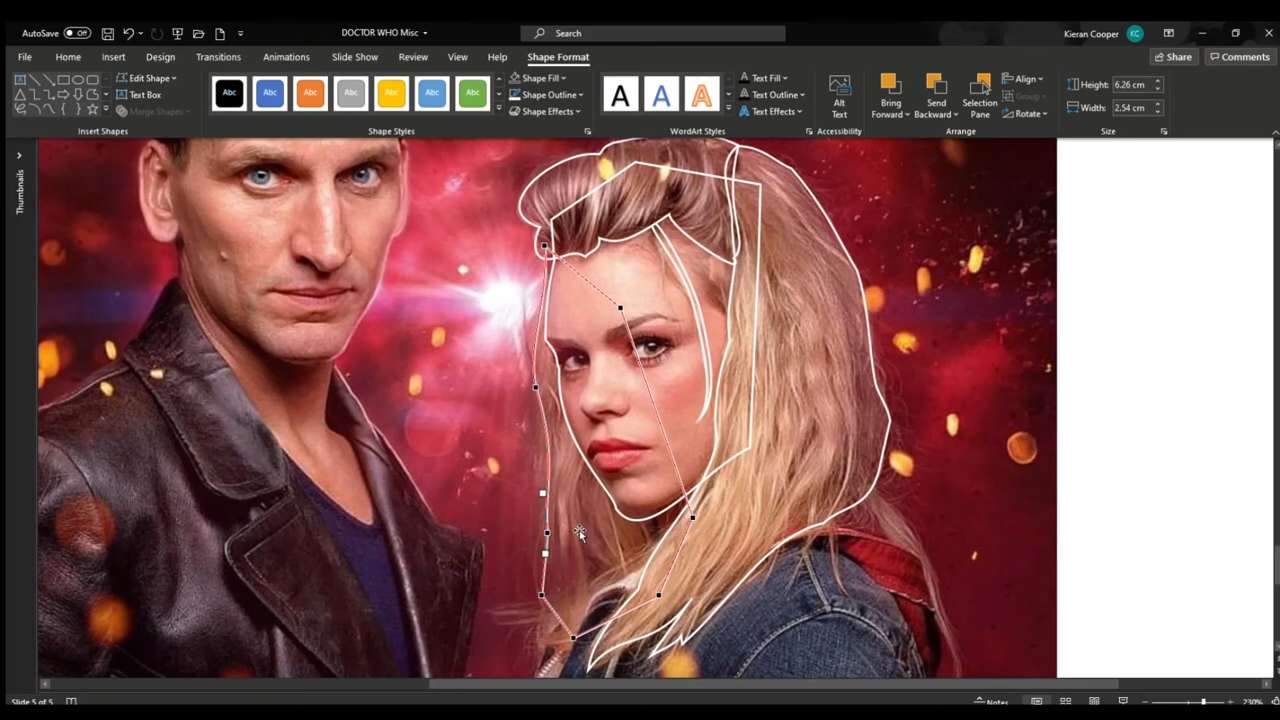 AutoSave Off DOCTOR WHO Misc Search Kieran Cooper KC
File Home Insert Design Transitions Animations Slide Show Review View Help Shape Format Share Comments
Edit Shape
Text Box
Merge Shapes
Insert Shapes
Abc Abc Abc Abc Abc Abc Abc
Shape Fill
Shape Outline
Shape Effects
Shape Styles
A A A
Text Fill
Text Outline
Text Effects
WordArt Styles
Alt
Text
Accessibility
Bring
Forward
Send
Backward
Selection
Pane
Align
Group
Rotate
Arrange
Height: 6.26 cm
Width: 2.54 cm
Size
Thumbnails
Slide 5 of 5 Notes 230%